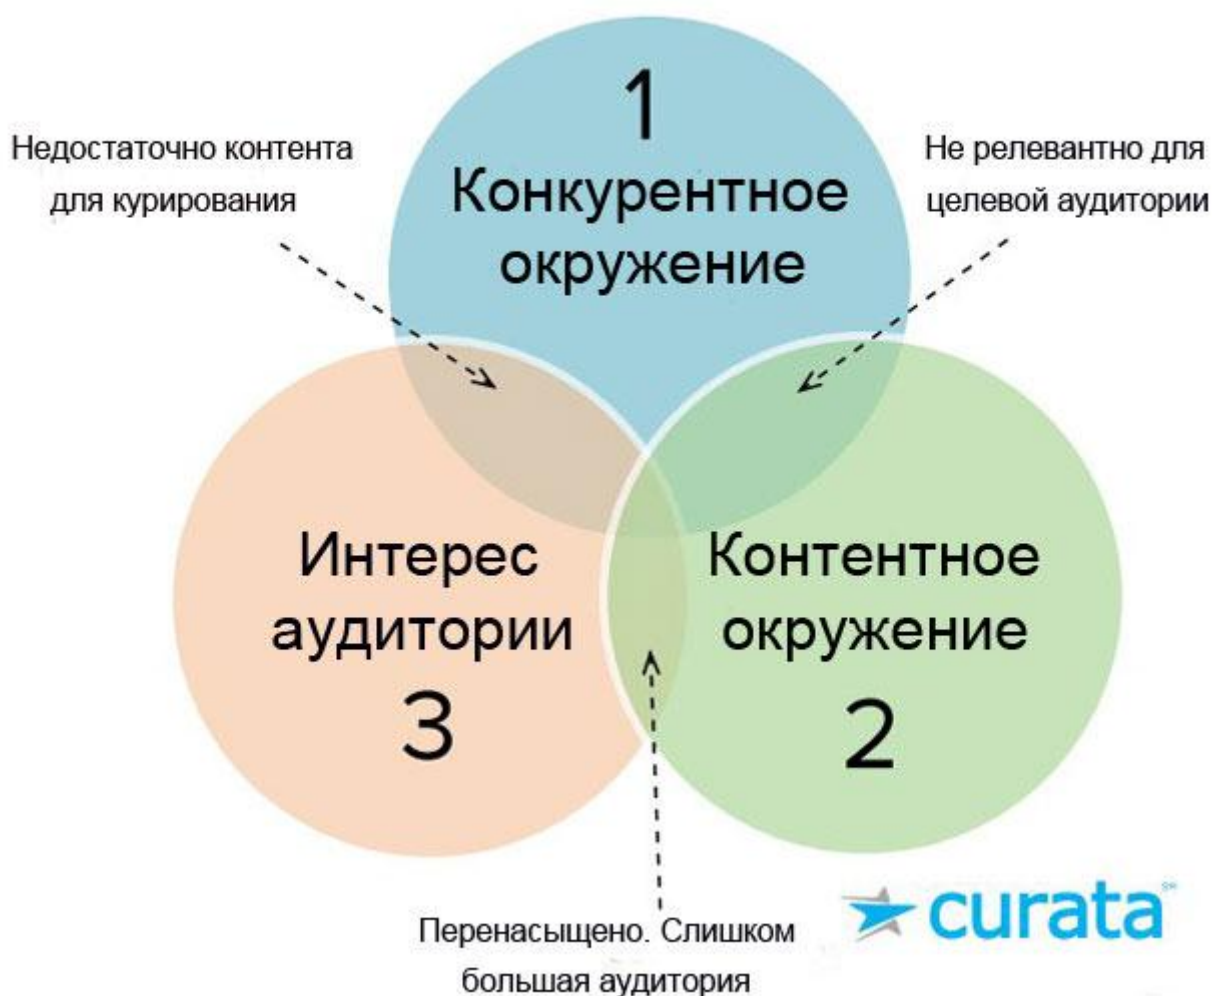 1
Конкурентное
окружение
Недостаточно контента
для курирования
Не релевантно для
целевой аудитории
Интерес
аудитории
3
Контентное
окружение
2
Перенасыщено. Слишком
большая аудитория
curata